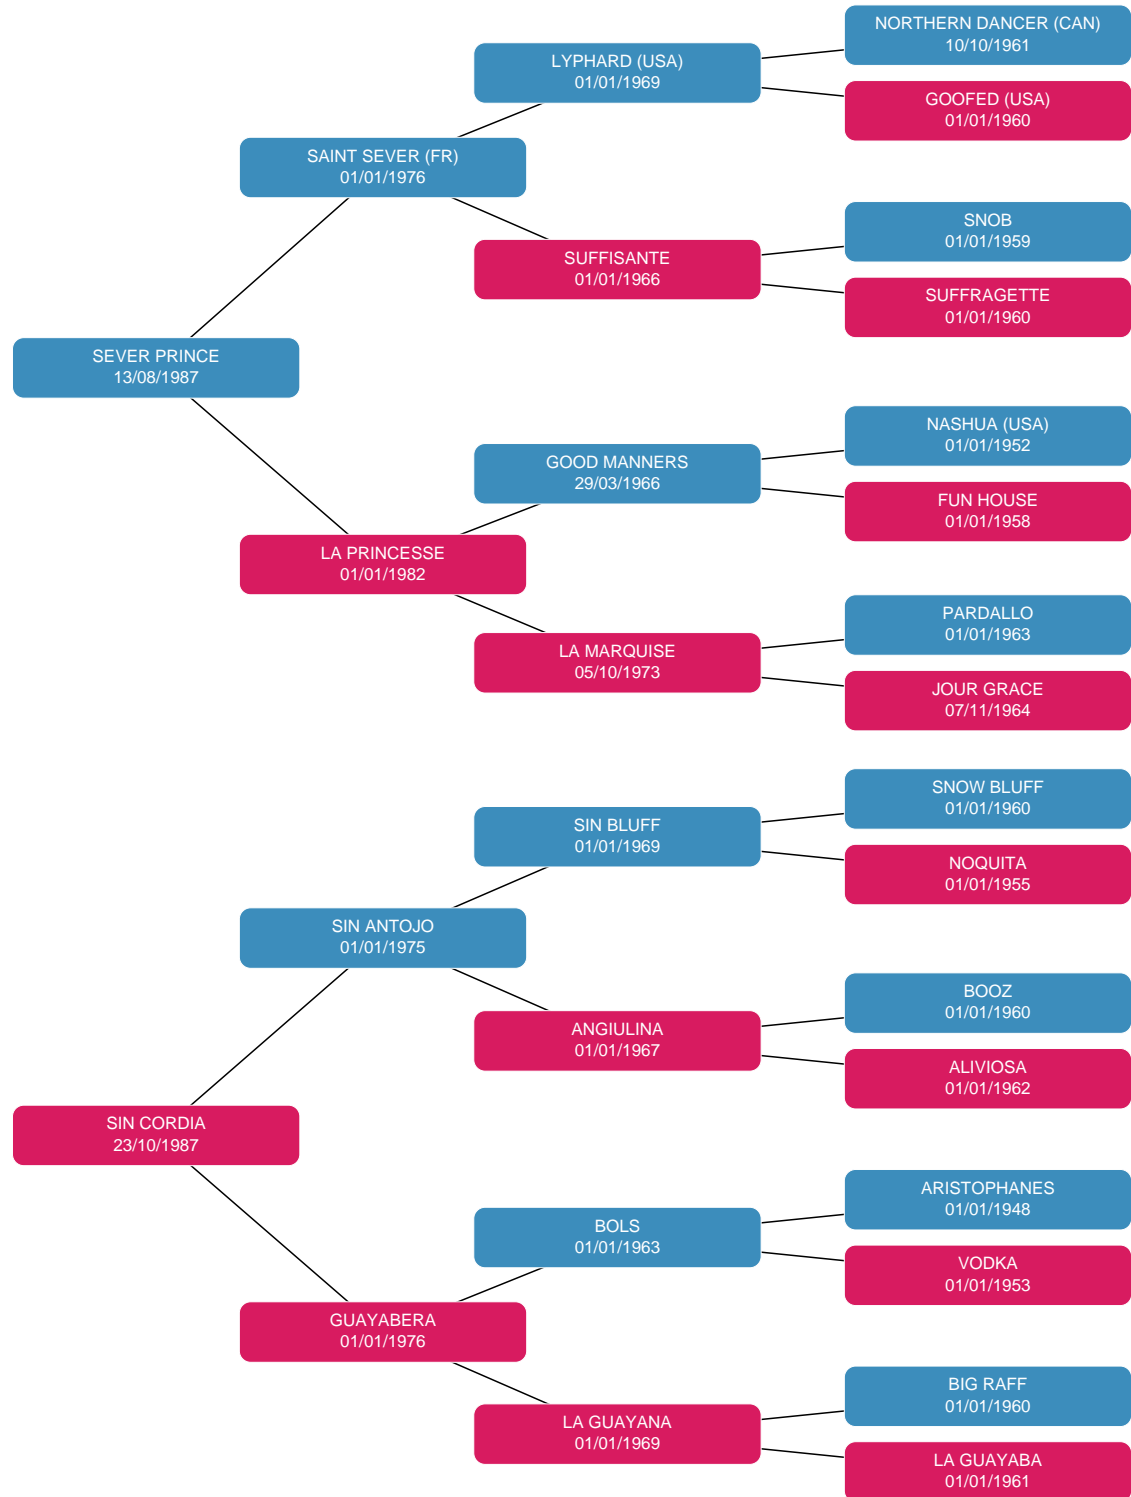 NORTHERN DANCER (CAN)
10/10/1961
LYPHARD (USA)
01/01/1969
GOOFED (USA)
01/01/1960
SAINT SEVER (FR)
01/01/1976
SNOB
01/01/1959
SUFFISANTE
01/01/1966
SUFFRAGETTE
01/01/1960
SEVER PRINCE
13/08/1987
NASHUA (USA)
01/01/1952
GOOD MANNERS
29/03/1966
FUN HOUSE
01/01/1958
LA PRINCESSE
01/01/1982
PARDALLO
01/01/1963
LA MARQUISE
05/10/1973
JOUR GRACE
07/11/1964
SNOW BLUFF
01/01/1960
SIN BLUFF
01/01/1969
NOQUITA
01/01/1955
SIN ANTOJO
01/01/1975
BOOZ
01/01/1960
ANGIULINA
01/01/1967
ALIVIOSA
01/01/1962
SIN CORDIA
23/10/1987
ARISTOPHANES
01/01/1948
BOLS
01/01/1963
VODKA
01/01/1953
GUAYABERA
01/01/1976
BIG RAFF
01/01/1960
LA GUAYANA
01/01/1969
LA GUAYABA
01/01/1961